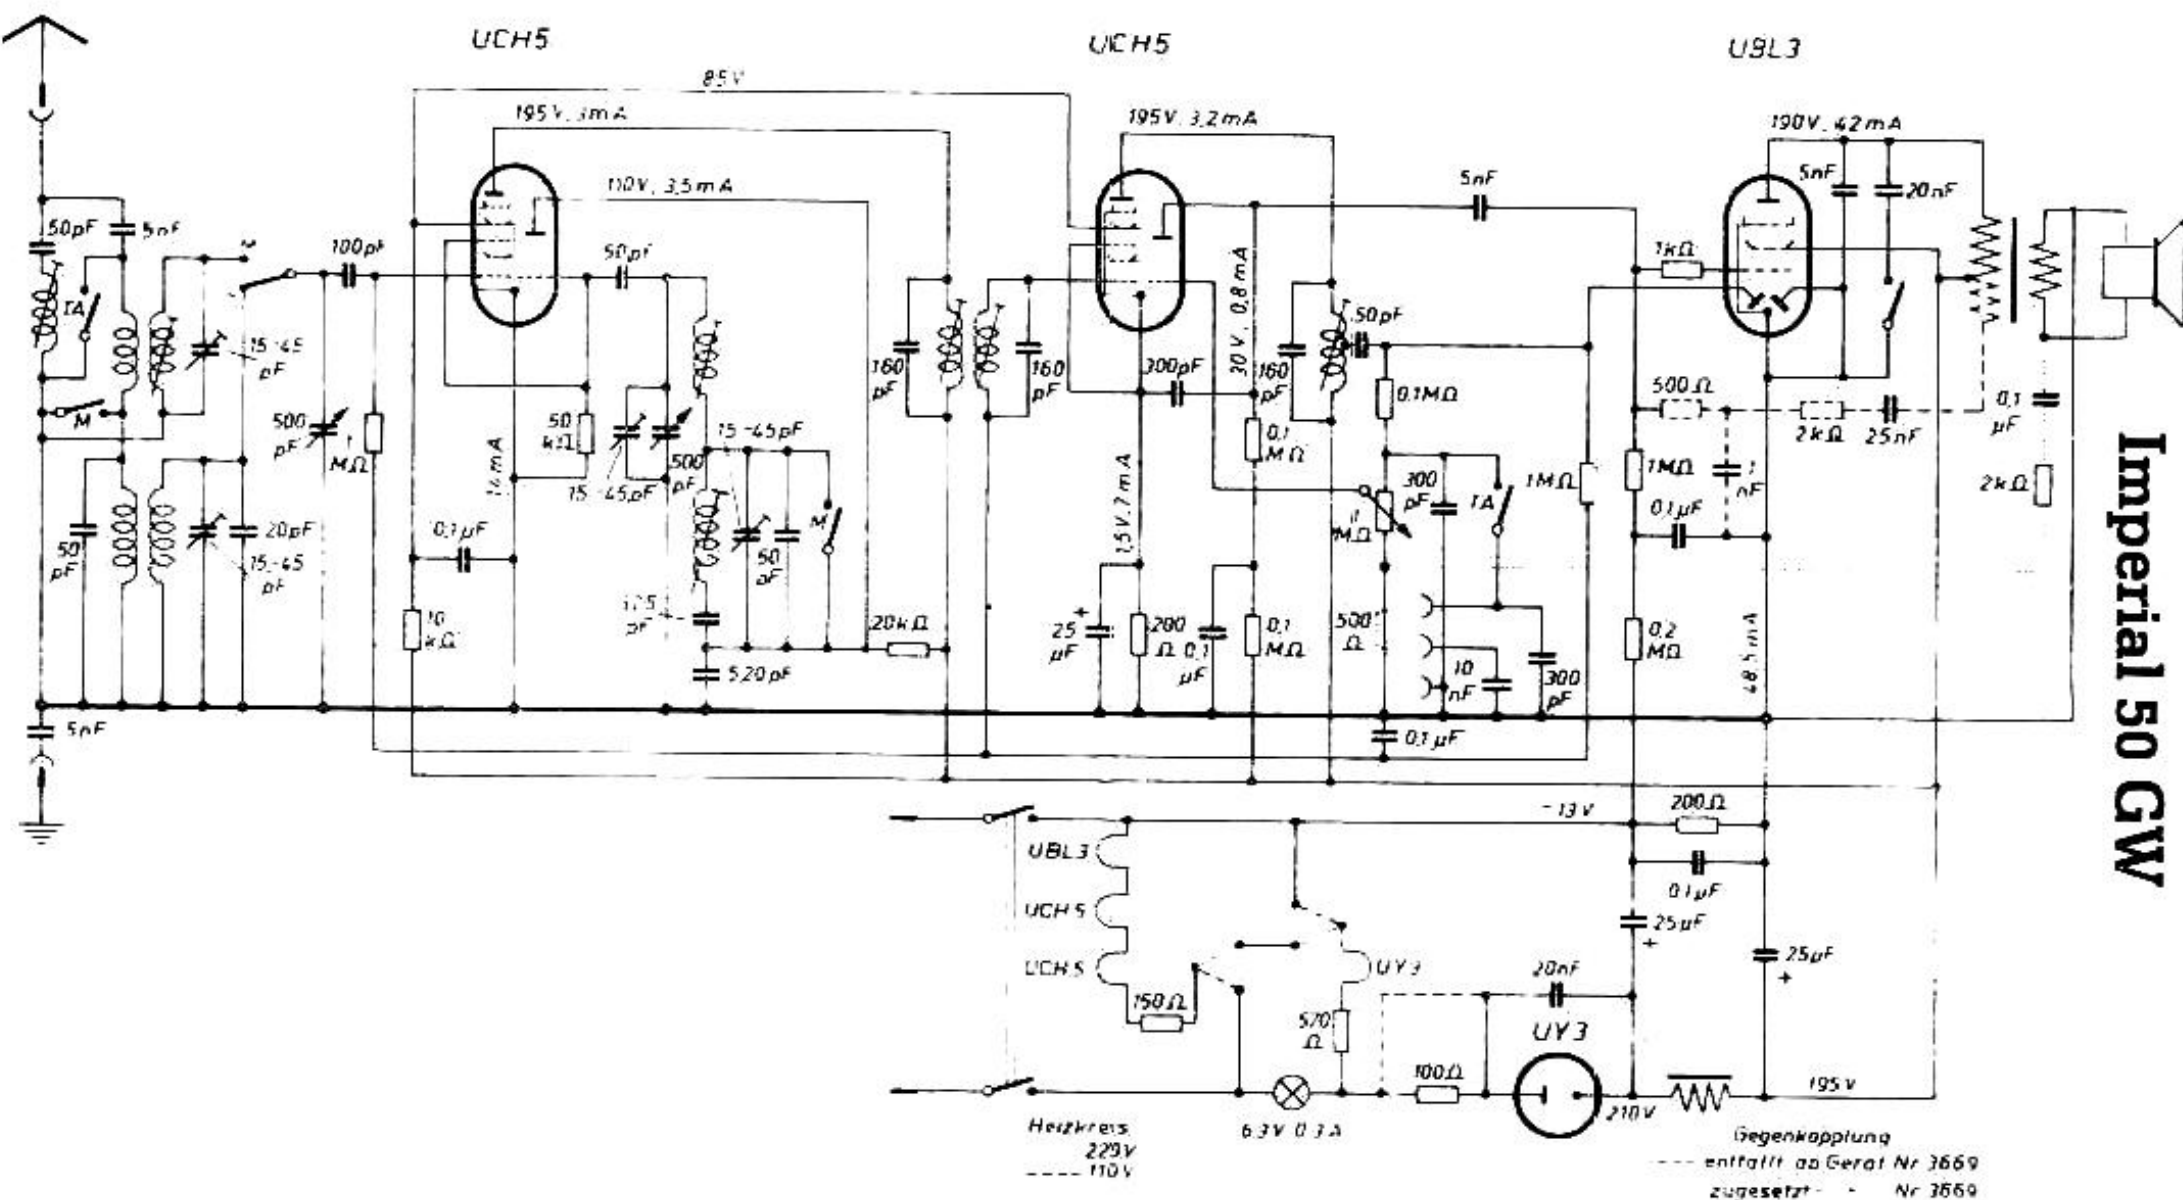 UCH5
UCH5
UBL3
85V
195V, 3mA
195V, 3,2mA
190V, 42mA
110V, 3,5mA
5nF
5nF
20nF
50pF
5nF
100pF
50pF
1kΩ
TA
30V, 0,8mA
50pF
15-45
pF
160
pF
160
pF
300pF
160
pF
0.1MΩ
500Ω
0,1
µF
M
500
pF
1
MΩ
50
kΩ
15-45pF
500
pF
15-45pF
0,1
MΩ
2kΩ
25nF
14mA
1,5V, 7mA
300
pF
TA
1MΩ
1MΩ
1
nF
2kΩ
50
pF
20pF
15-45
pF
0,1µF
50
pF
M
1
MΩ
0,1µF
10
kΩ
pF
20kΩ
25
µF
+
200
Ω
0,1
µF
0,1
MΩ
500
Ω
0,2
MΩ
520pF
10
nF
300
pF
48,5mA
5nF
0,1µF
Imperial 50 GW
-13V
200Ω
UBL3
0,1µF
UCH5
25µF
+
UCH5
UY3
20nF
25µF
+
150Ω
570
Ω
UY3
100Ω
210V
195V
6,3V 0,3A
Heizkreis
220V
---- 110V
Gegenkopplung
---- entfällt ab Gerät Nr 3669
zugesetzt - " - Nr 3669